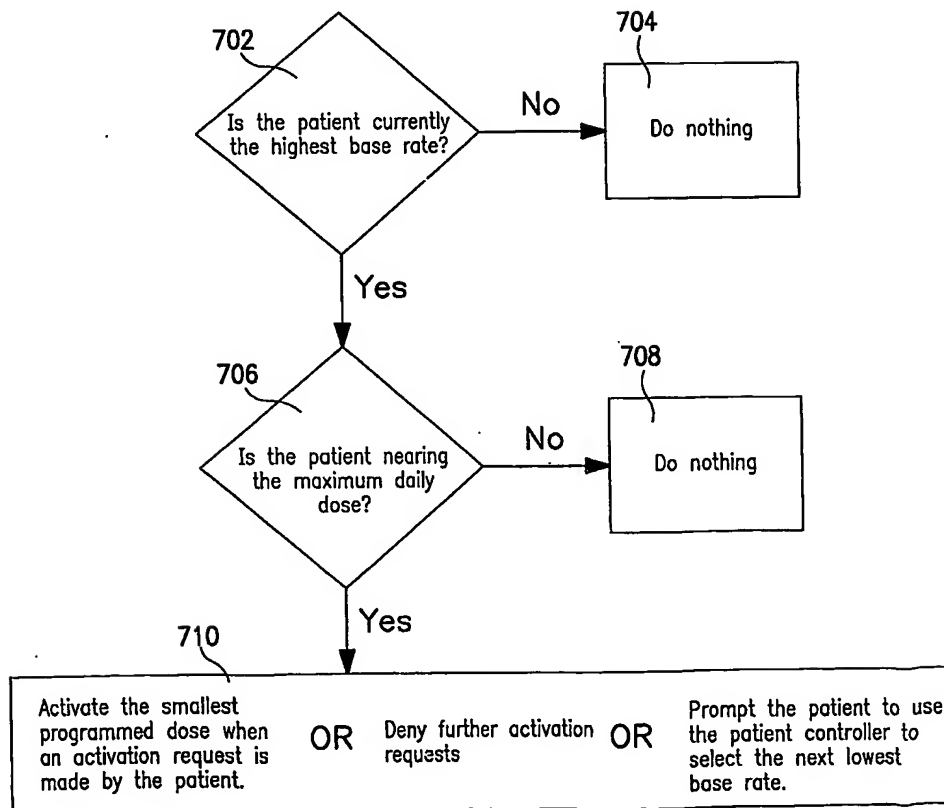 702
704
Is the patient currently
the highest base rate?
No
Do nothing
Yes
706
708
Is the patient nearing
the maximum daily
dose?
No
Do nothing
Yes
710
Activate the smallest
programmed dose when
an activation request is
made by the patient.
OR
Deny further activation
requests
OR
Prompt the patient to use
the patient controller to
select the next lowest
base rate.